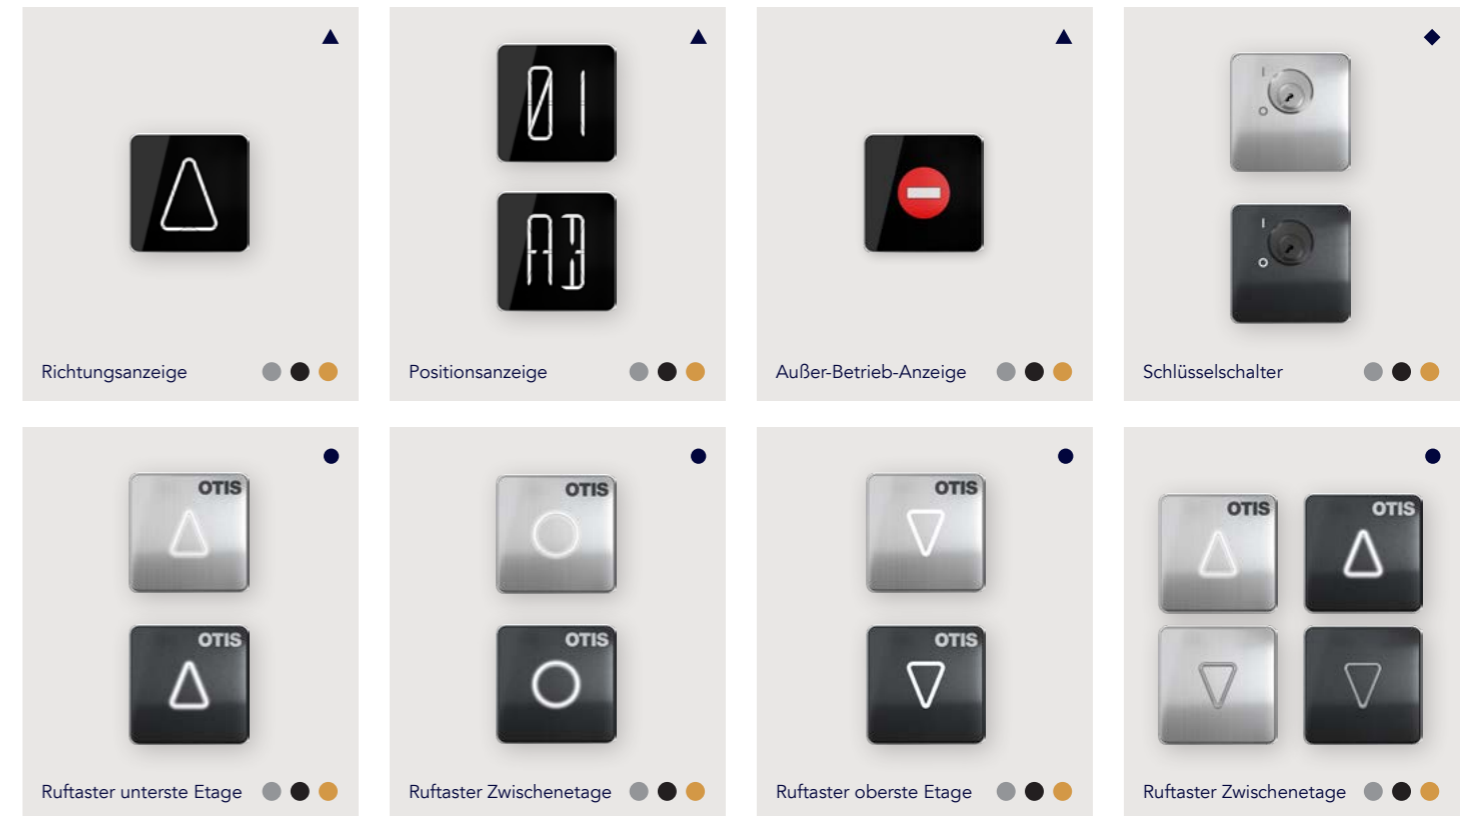 01
A3
I
O
I
O
Richtungsanzeige
Positionsanzeige
Außer-Betrieb-Anzeige
Schlüsselschalter
OTIS
OTIS
OTIS
OTIS
OTIS
OTIS
OTIS
OTIS
Ruftaster unterste Etage
Ruftaster Zwischenetage
Ruftaster oberste Etage
Ruftaster Zwischenetage